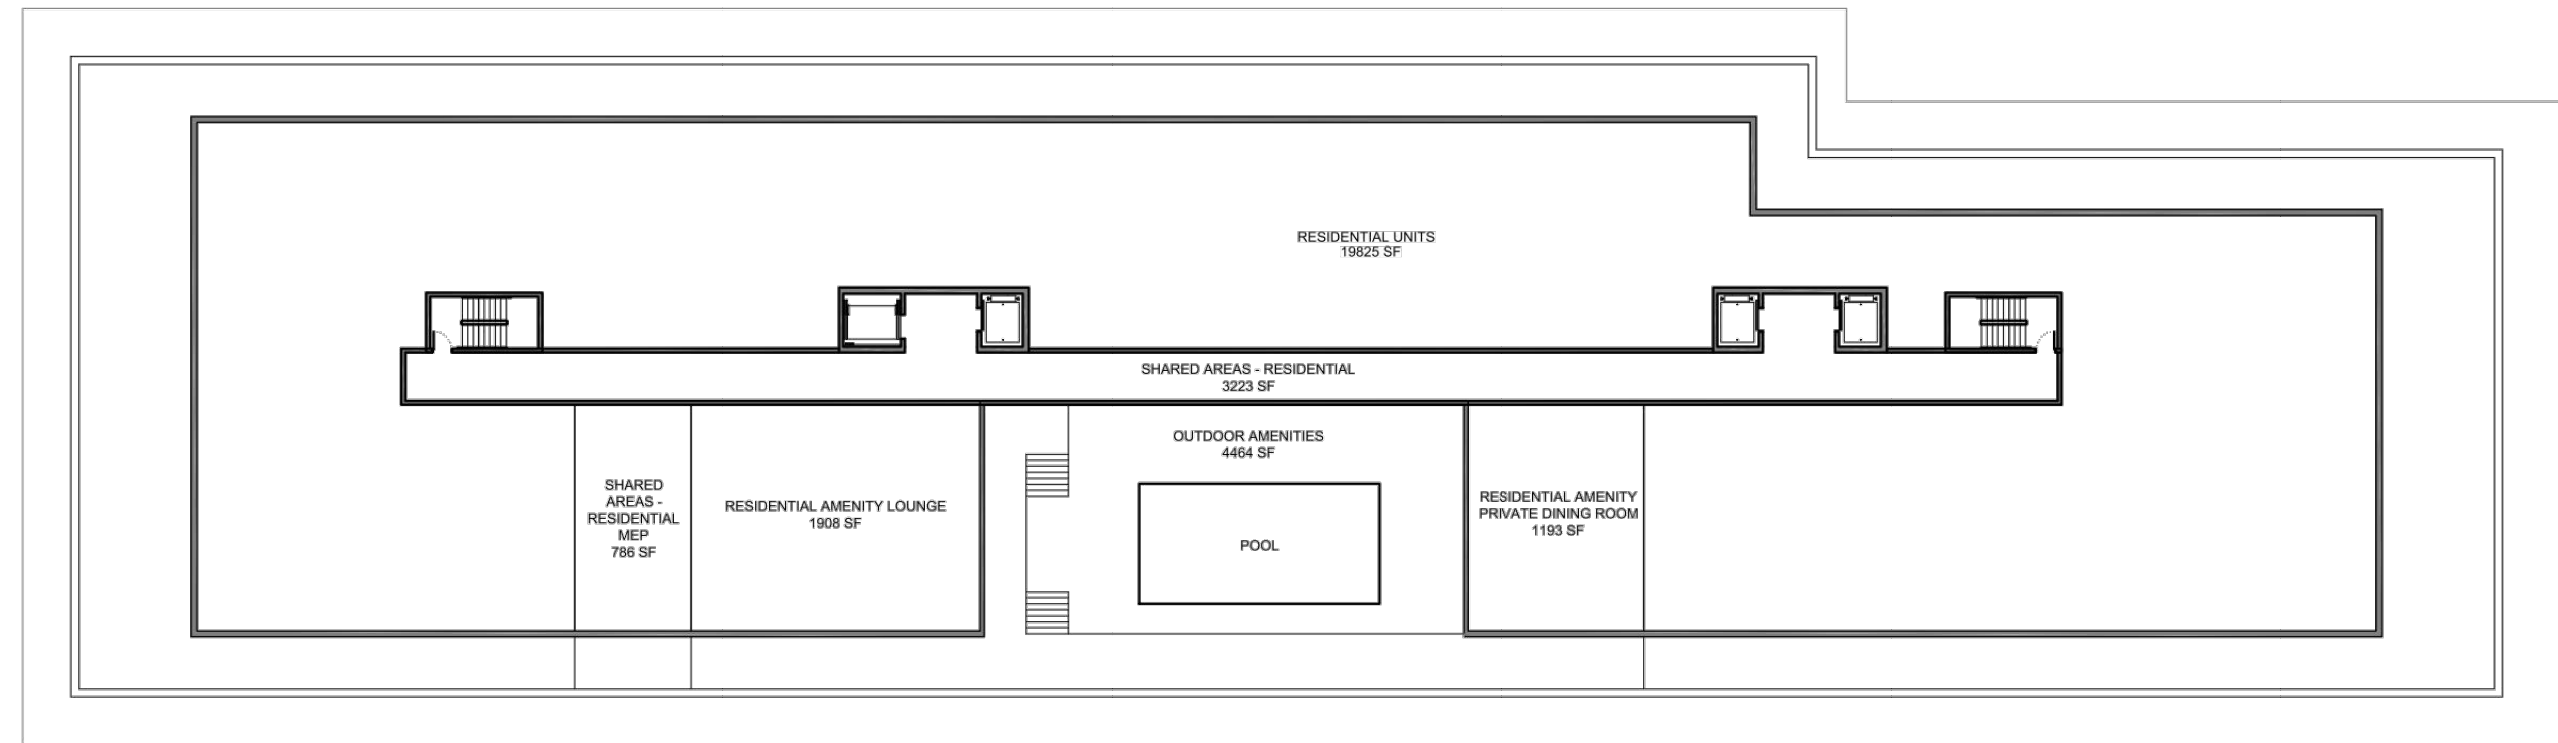 RESIDENTIAL UNITS
19825 SF
SHARED AREAS - RESIDENTIAL
3223 SF
OUTDOOR AMENITIES
4464 SF
SHARED
AREAS -
RESIDENTIAL
MEP
786 SF
RESIDENTIAL AMENITY LOUNGE
1908 SF
POOL
RESIDENTIAL AMENITY
PRIVATE DINING ROOM
1193 SF